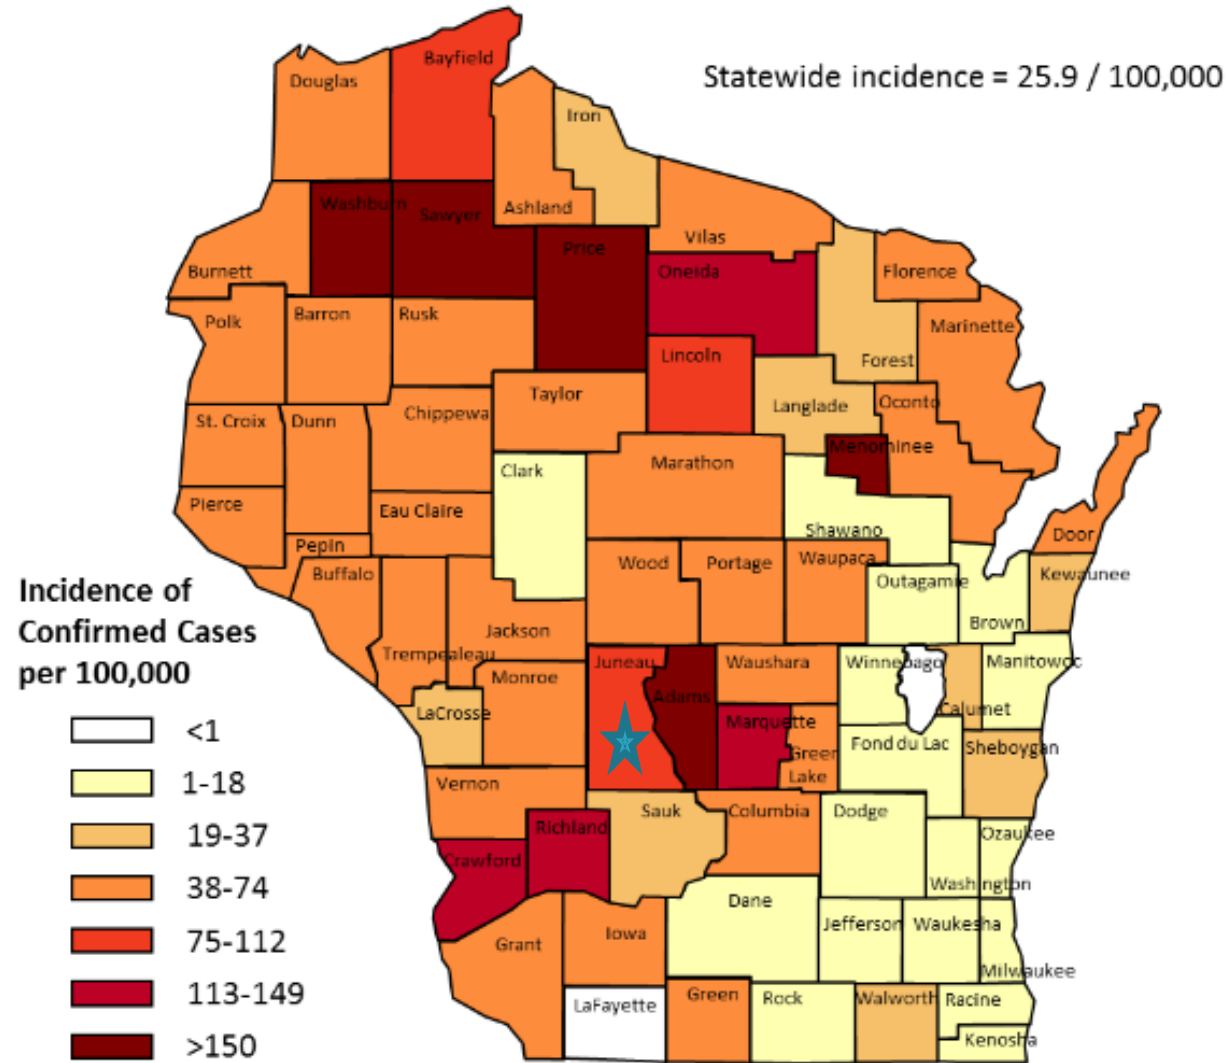 Bayfield
Statewide incidence = 25.9 / 100,000
Douglas
Iron
Washburn
Sawyer
Ashland
Vilas
Price
Burnett
Oneida
Florence
Polk
Barron
Rusk
Marinette
Lincoln
Forest
Taylor
Langlade
Oconto
St. Croix
Dunn
Chippewa
Menominee
Clark
Marathon
Pierce
Eau Claire
Shawano
Door
Pepin
Wood
Portage
Waupaca
Buffalo
Outagamie
Kewaunee
Brown
Jackson
Trempealeau
Monroe
Juneau
Waushara
Winnebago
Manitowoc
Adams
LaCrosse
Marquette
Calumet
Green
Lake
Fond du Lac
Sheboygan
Vernon
Sauk
Columbia
Dodge
Richland
Ozaukee
Crawford
Washington
Dane
Jefferson
Waukesha
Grant
Iowa
Milwaukee
LaFayette
Green
Rock
Walworth
Racine
Kenosha
Incidence of
Confirmed Cases
per 100,000
<1
1-18
19-37
38-74
75-112
113-149
>150